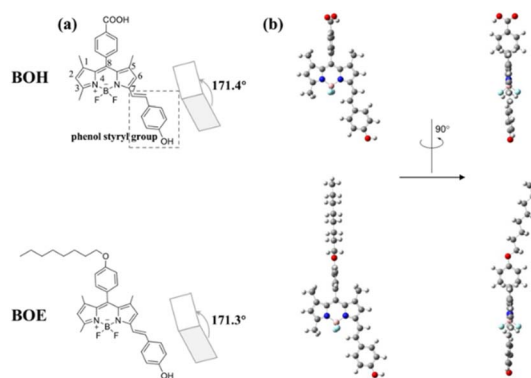 (a)
(b)
COOH
BOH
1
8
5
2
4
6
3
7
N
+
B
-
N
F
F
171.4°
phenol styryl group
OH
90°
O
BOE
N
+
B
-
N
F
F
171.3°
OH